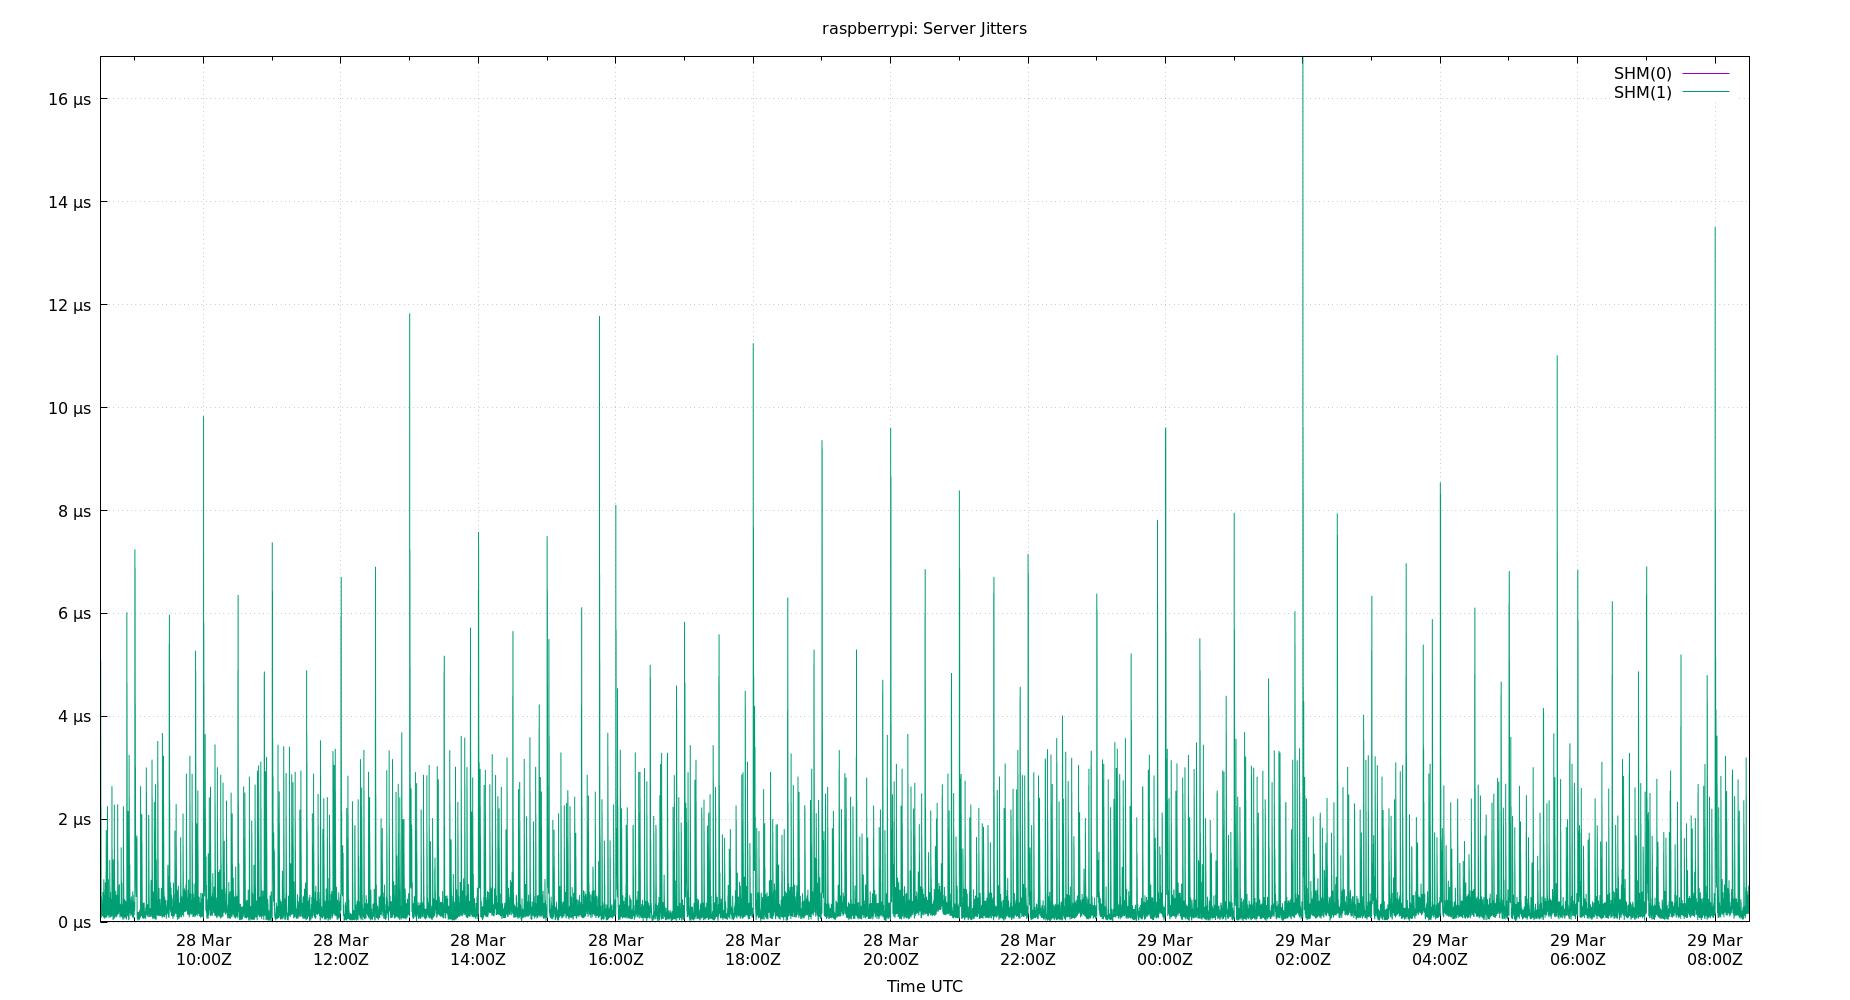 raspberrypi: Server Jitters
SHM(0)
SHM(1)
16 µs
14 µs
12 µs
10 µs
8 µs
6 µs
4 µs
2 µs
0 µs
28 Mar 28 Mar 28 Mar 28 Mar 28 Mar 28 Mar 28 Mar 29 Mar 29 Mar 29 Mar 29 Mar 29 Mar
10:00Z 12:00Z 14:00Z 16:00Z 18:00Z 20:00Z 22:00Z 00:00Z 02:00Z 04:00Z 06:00Z 08:00Z
Time UTC